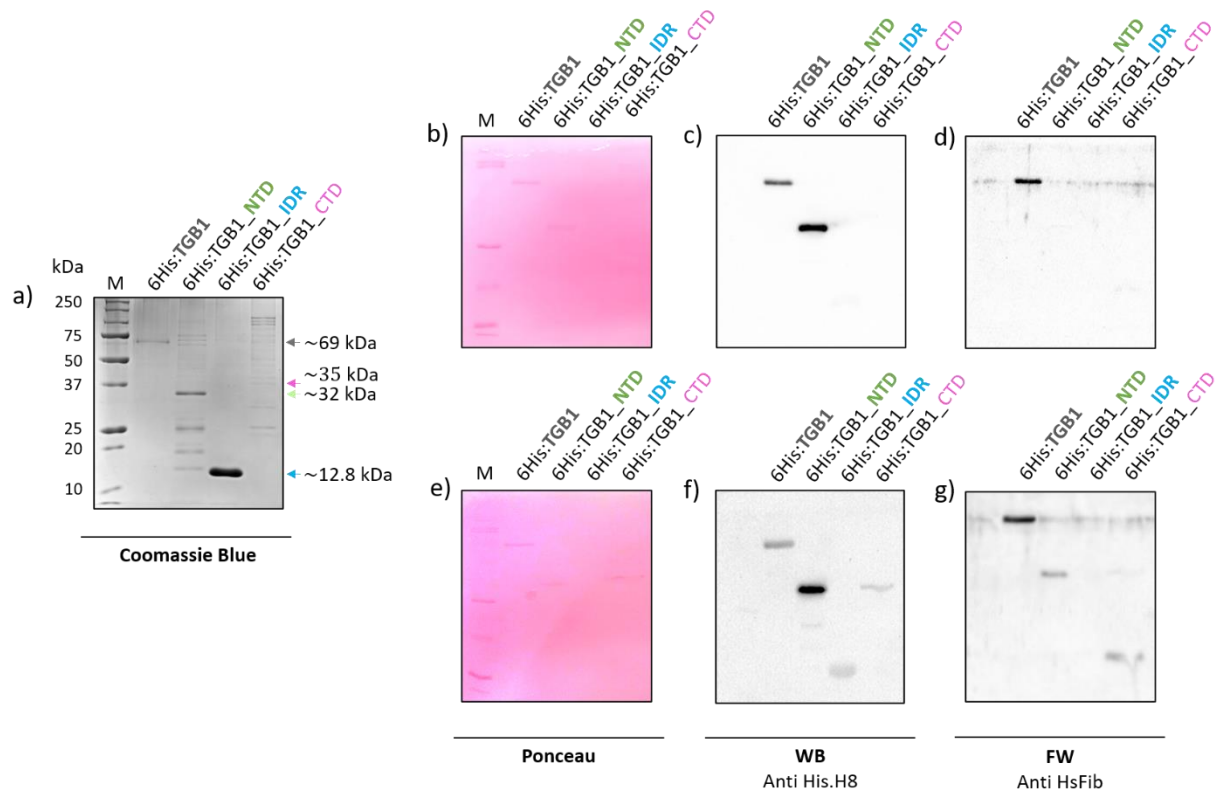 6His:TGB1
6His:TGB1_NTD
6His:TGB1_IDR
6His:TGB1_CTD
b)
M
6His:TGB1
6His:TGB1_NTD
6His:TGB1_IDR
6His:TGB1_CTD
c)
6His:TGB1
6His:TGB1_NTD
6His:TGB1_IDR
6His:TGB1_CTD
d)
kDa
a)
M
6His:TGB1
6His:TGB1_NTD
6His:TGB1_IDR
6His:TGB1_CTD
250
75
50
37
25
20
10
~69 kDa
~35 kDa
~32 kDa
~12.8 kDa
Coomassie Blue
e)
M
6His:TGB1
6His:TGB1_NTD
6His:TGB1_IDR
6His:TGB1_CTD
f)
6His:TGB1
6His:TGB1_NTD
6His:TGB1_IDR
6His:TGB1_CTD
g)
6His:TGB1
6His:TGB1_NTD
6His:TGB1_IDR
6His:TGB1_CTD
Ponceau
WB
Anti His.H8
FW
Anti HsFib